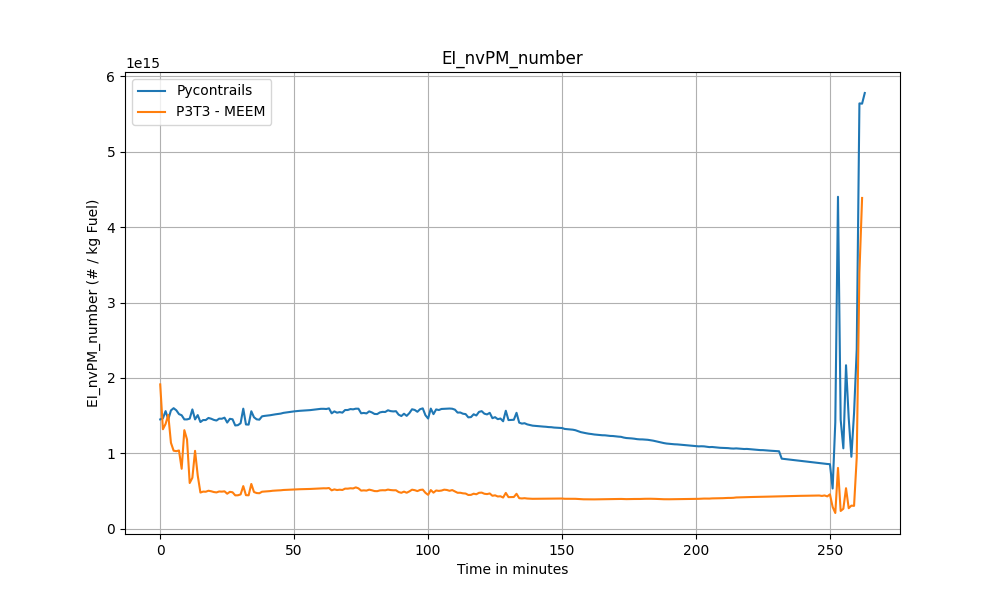 EI_nvPM_number
1e15
Pycontrails
P3T3 - MEEM
6
5
4
3
2
1
0
EI_nvPM_number (# / kg Fuel)
0 50 100 150 200 250
Time in minutes